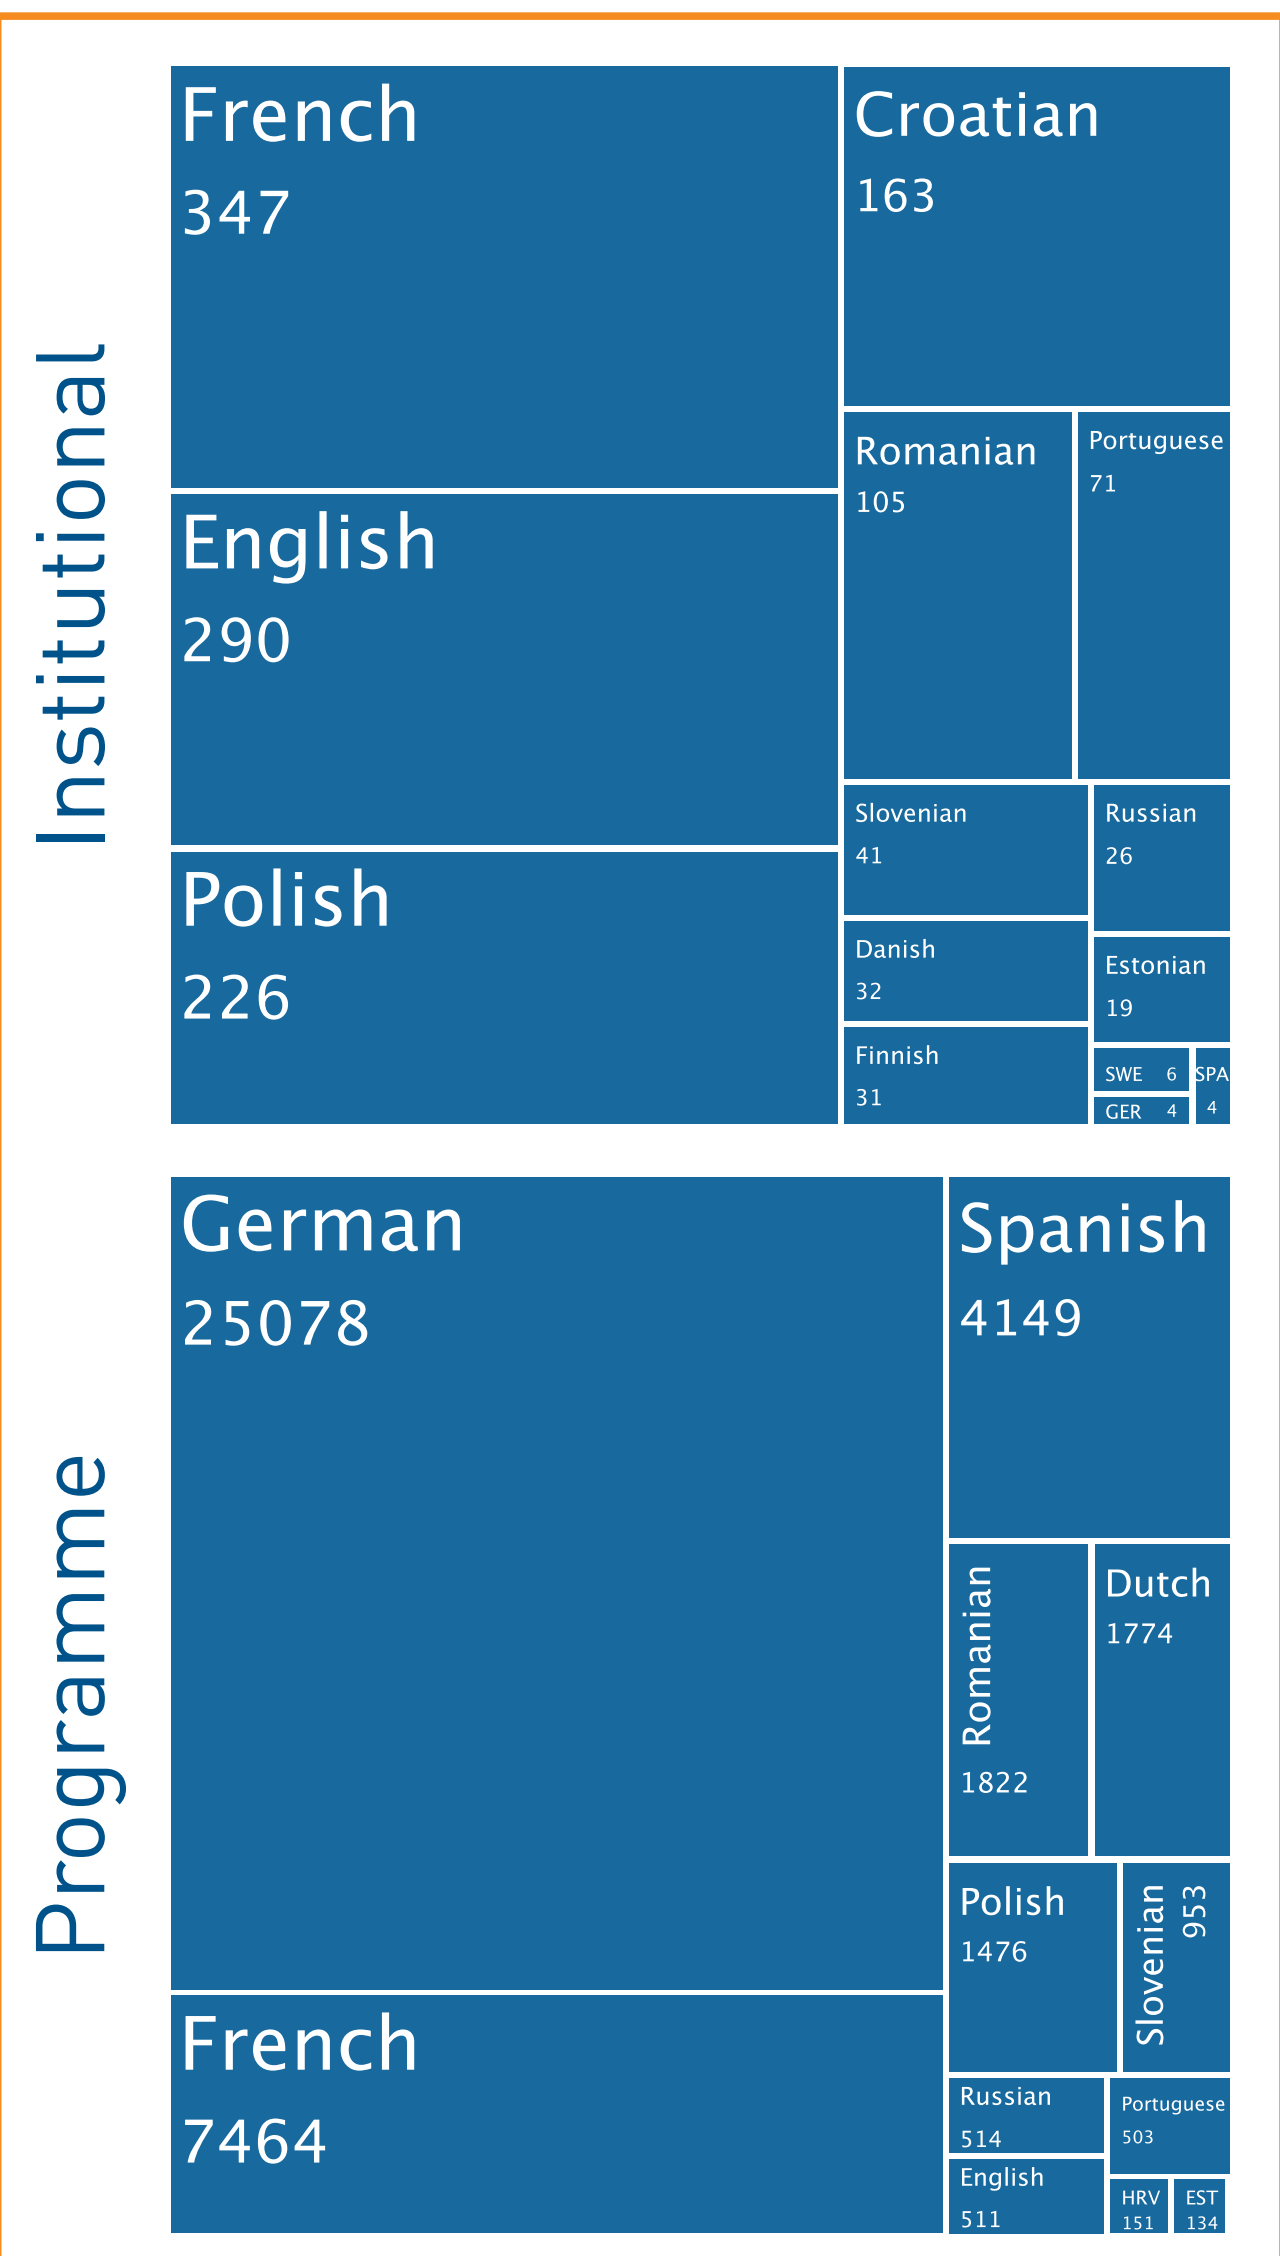 Institutional
French
347
English
290
Polish
226
Croatian
163
Romanian
105
Portuguese
71
Slovenian
41
Danish
32
Finnish
31
Russian
26
Estonian
19
SWE 6
GER 4
SPA
4
Programme
German
25078
French
7464
Spanish
4149
Romanian
1822
Dutch
1774
Polish
1476
Slovenian
953
Russian
514
English
511
Portuguese
503
HRV
151
EST
134